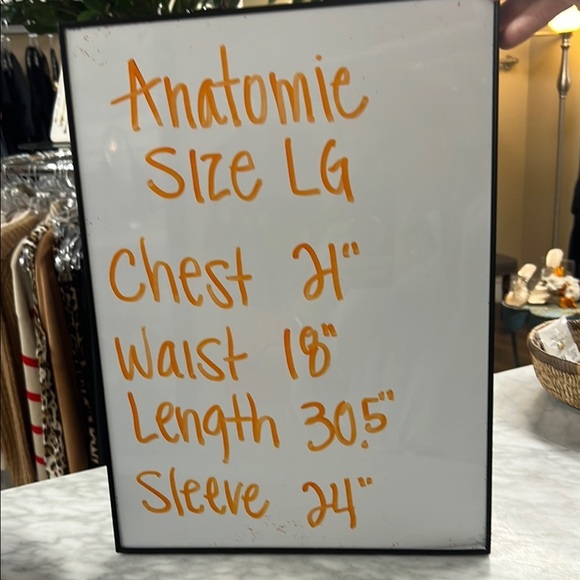 Anatomie
Size LG
Chest 21"
Waist 18"
Length 30.5"
Sleeve 24"